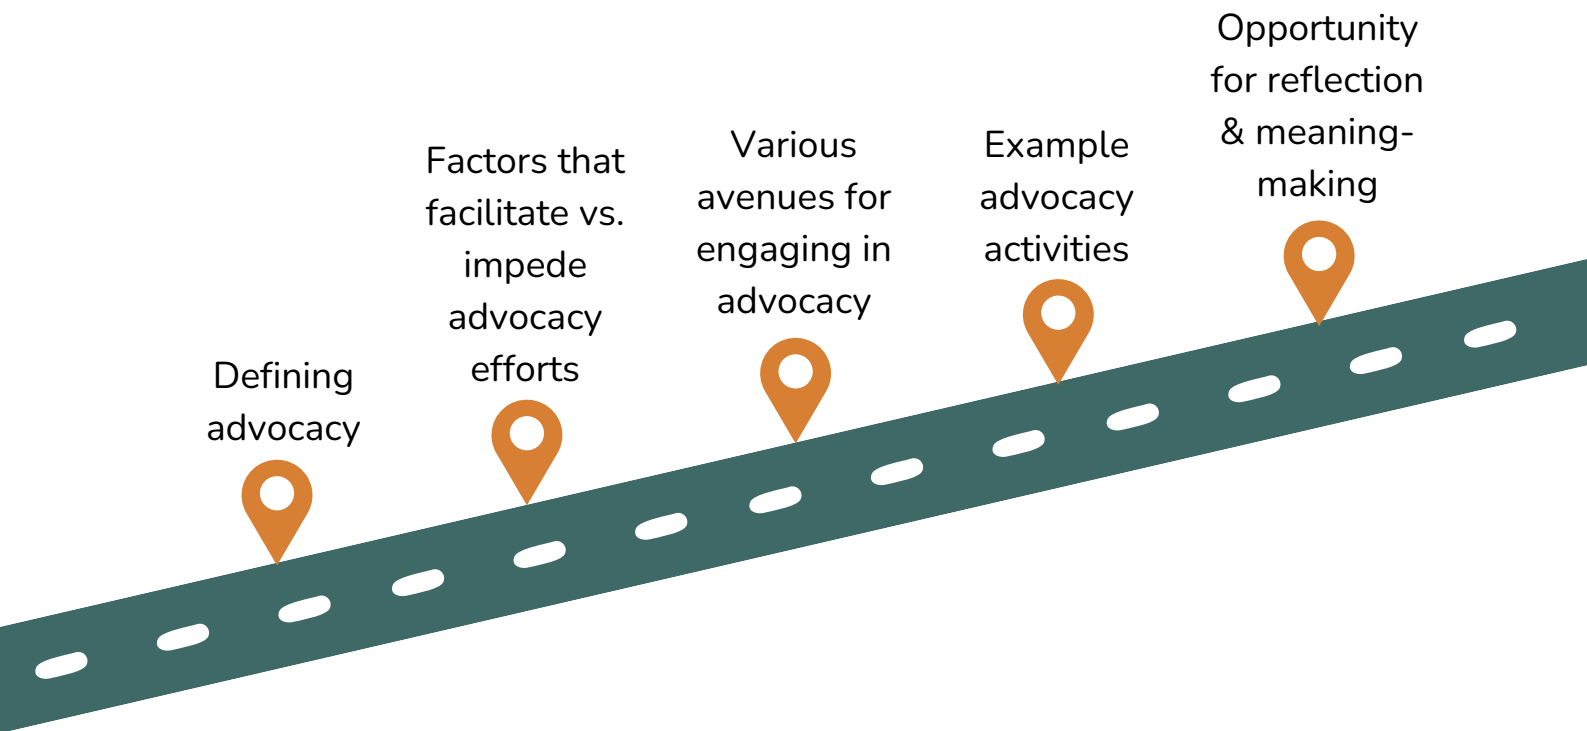 Defining
advocacy
Factors that
facilitate vs.
impede
advocacy
efforts
Various
avenues for
engaging in
advocacy
Example
advocacy
activities
Opportunity
for reflection
& meaning-
making